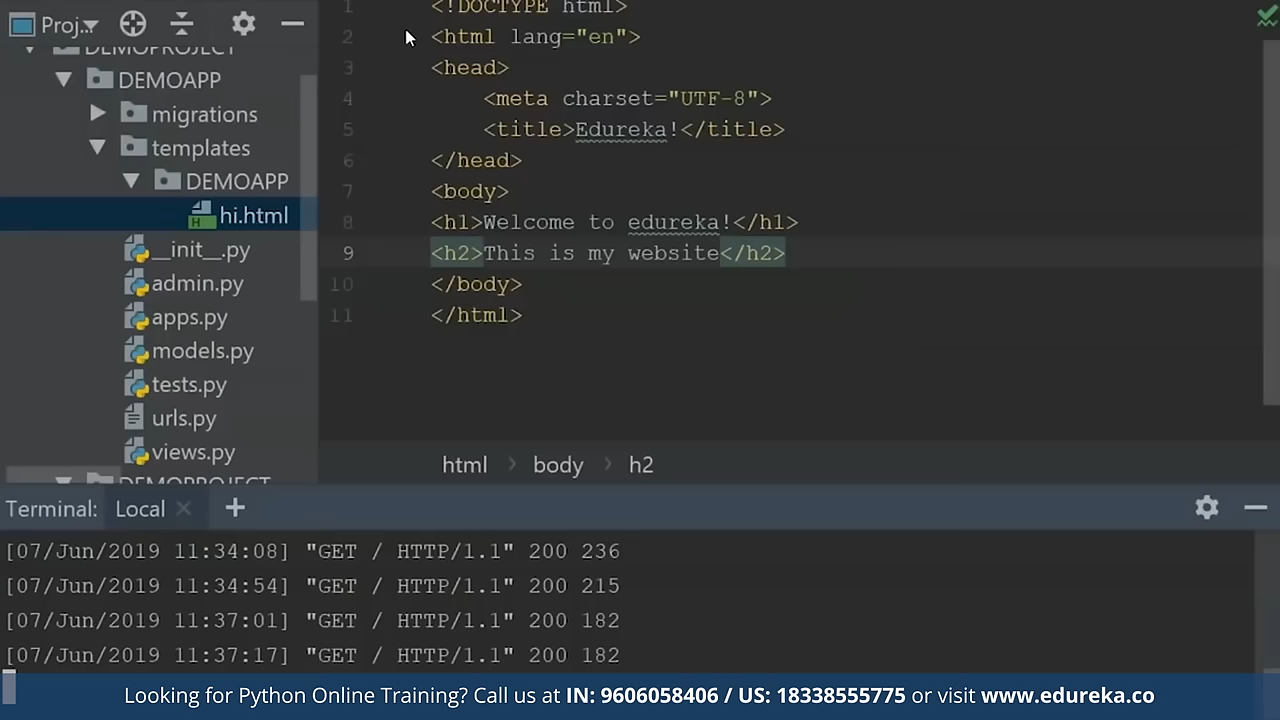 Proj..
DEMOPROJECT
DEMOAPP
migrations
templates
DEMOAPP
hi.html
__init__.py
admin.py
apps.py
models.py
tests.py
urls.py
views.py
DEMOPROJECT
1 <!DOCTYPE html>
2 <html lang="en">
3 <head>
4 <meta charset="UTF-8">
5 <title>Edureka!</title>
6 </head>
7 <body>
8 <h1>Welcome to edureka!</h1>
9 <h2>This is my website</h2>
10 </body>
11 </html>
html > body > h2
Terminal: Local × +
[07/Jun/2019 11:34:08] "GET / HTTP/1.1" 200 236
[07/Jun/2019 11:34:54] "GET / HTTP/1.1" 200 215
[07/Jun/2019 11:37:01] "GET / HTTP/1.1" 200 182
[07/Jun/2019 11:37:17] "GET / HTTP/1.1" 200 182
Looking for Python Online Training? Call us at IN: 9606058406 / US: 18338555775 or visit www.edureka.co